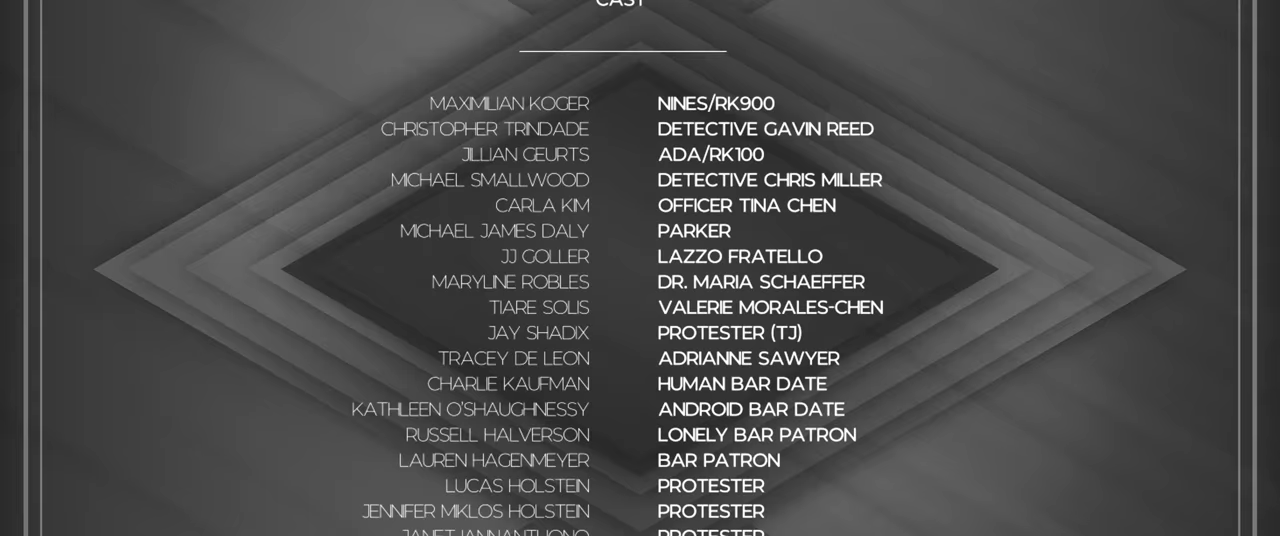 CAST
MAXIMILIAN KOGER NINES/RK900
CHRISTOPHER TRINDADE DETECTIVE GAVIN REED
JILLIAN GEURTS ADA/RK100
MICHAEL SMALLWOOD DETECTIVE CHRIS MILLER
CARLA KIM OFFICER TINA CHEN
MICHAEL JAMES DALY PARKER
JJ GOLLER LAZZO FRATELLO
MARYLINE ROBLES DR. MARIA SCHAEFFER
TIARE SOLIS VALERIE MORALES-CHEN
JAY SHADIX PROTESTER (TJ)
TRACEY DE LEON ADRIANNE SAWYER
CHARLIE KAUFMAN HUMAN BAR DATE
KATHLEEN O'SHAUGHNESSY ANDROID BAR DATE
RUSSELL HALVERSON LONELY BAR PATRON
LAUREN HAGENMEYER BAR PATRON
LUCAS HOLSTEIN PROTESTER
JENNIFER MIKLOS HOLSTEIN PROTESTER
JANET IANNANTUONO PROTESTER